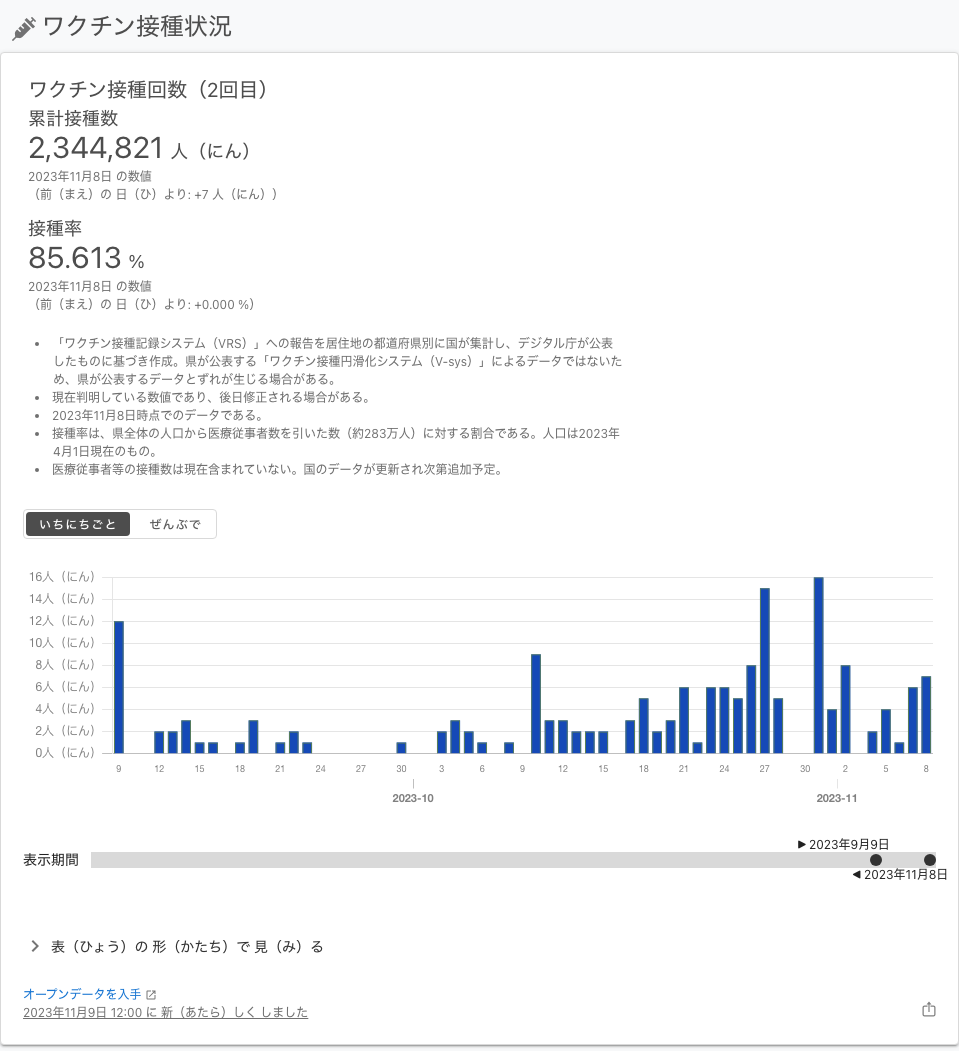 ワクチン接種状況
ワクチン接種回数（2回目）
累計接種数
2,344,821 人（にん）
2023年11月8日 の数値
（前（まえ）の 日（ひ）より: +7 人（にん））
接種率
85.613 %
2023年11月8日 の数値
（前（まえ）の 日（ひ）より: +0.000 %）
• 「ワクチン接種記録システム（VRS）」への報告を居住地の都道府県別に国が集計し、デジタル庁が公表
したものに基づき作成。県が公表する「ワクチン接種円滑化システム（V-sys）」によるデータではないた
め、県が公表するデータとずれが生じる場合がある。
• 現在判明している数値であり、後日修正される場合がある。
• 2023年11月8日時点でのデータである。
• 接種率は、県全体の人口から医療従事者数を引いた数（約283万人）に対する割合である。人口は2023年
4月1日現在のもの。
• 医療従事者等の接種数は現在含まれていない。国のデータが更新され次第追加予定。
いちにちごと ぜんぶで
16人（にん）
14人（にん）
12人（にん）
10人（にん）
8人（にん）
6人（にん）
4人（にん）
2人（にん）
0人（にん）
9 12 15 18 21 24 27 30 3 6 9 12 15 18 21 24 27 30 2 5 8
2023-10 2023-11
▶ 2023年9月9日
表示期間
◀ 2023年11月8日
表（ひょう）の 形（かたち）で 見（み）る
オープンデータを入手
2023年11月9日 12:00 に 新（あたら）しく しました